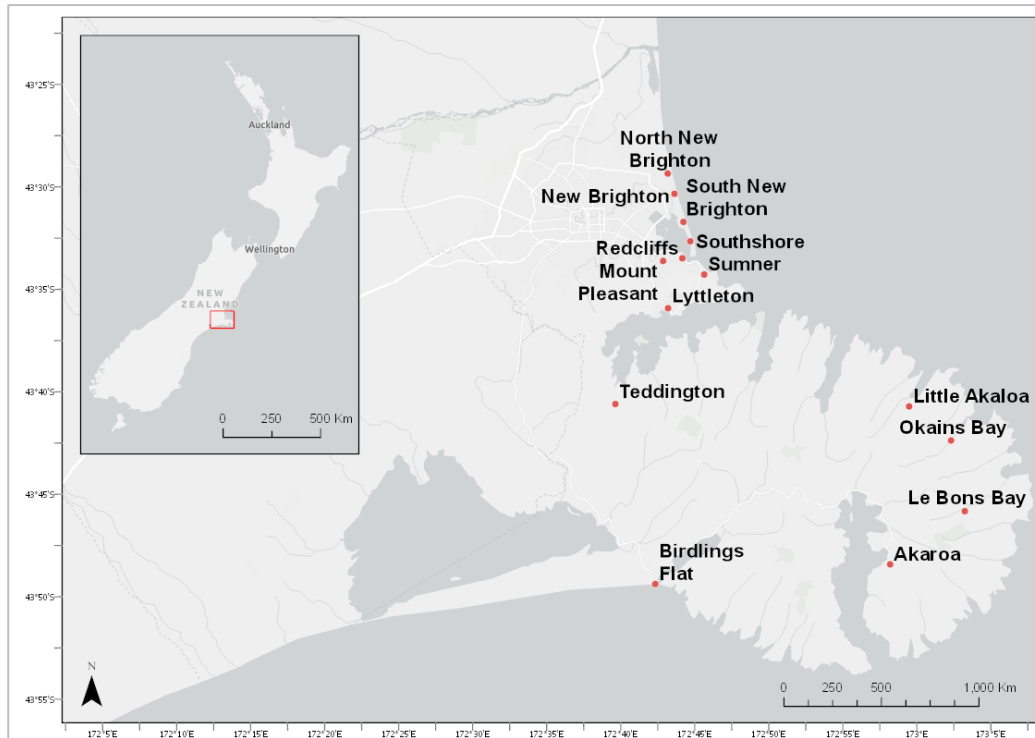 Auckland
Wellington
NEW
ZEALAND
0 250 500 Km
North New
Brighton
New Brighton
South New
Brighton
Southshore
Redcliffs
Sumner
Mount
Pleasant
Lyttleton
Teddington
Little Akaloa
Okains Bay
Le Bons Bay
Akaroa
Birdlings
Flat
N
0 250 500 1,000 Km
43°25'S
43°30'S
43°35'S
43°40'S
43°45'S
43°50'S
43°55'S
172°5'E 172°10'E 172°15'E 172°20'E 172°25'E 172°30'E 172°35'E 172°40'E 172°45'E 172°50'E 172°55'E 173°E 173°5'E